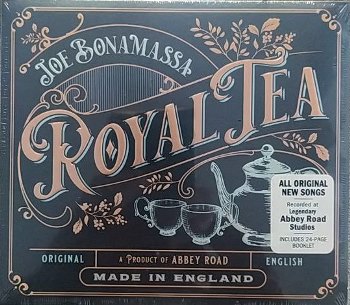 JOE BONAMASSA
ROYAL TEA
ALL ORIGINAL
NEW SONGS
Recorded at
Legendary
Abbey Road
Studios
INCLUDES 24-PAGE
BOOKLET
ORIGINAL
A PRODUCT OF ABBEY ROAD
ENGLISH
MADE IN ENGLAND